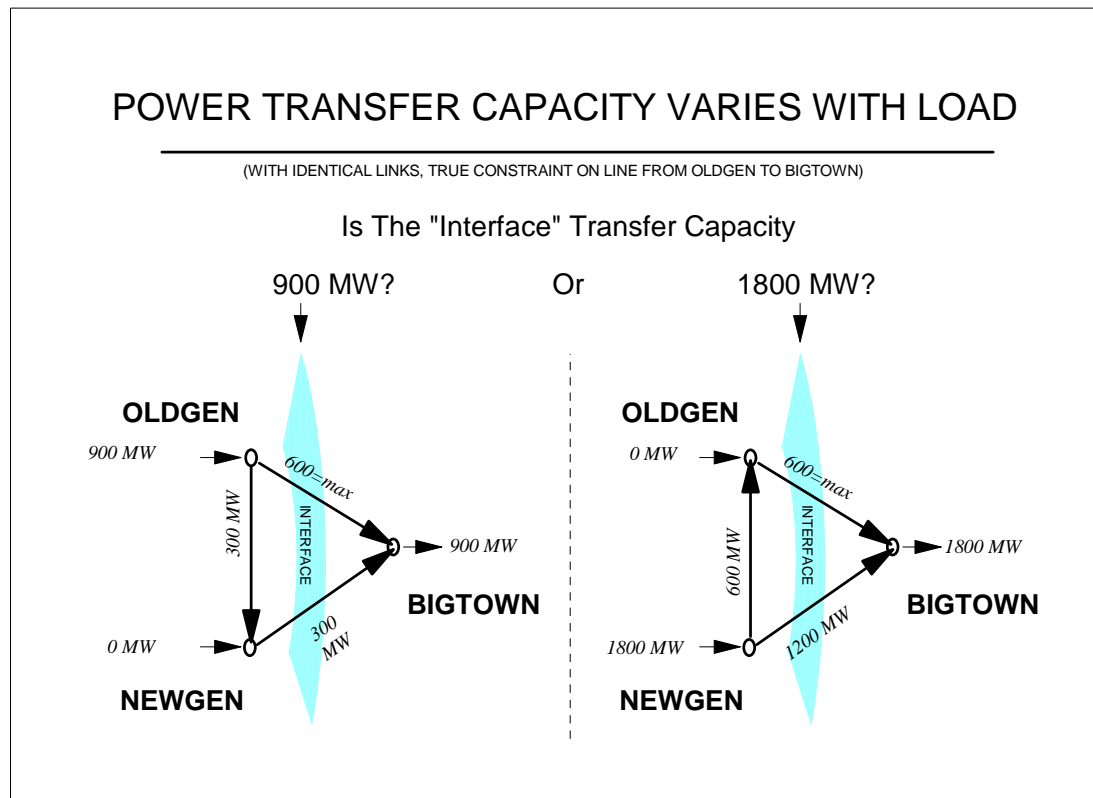 POWER TRANSFER CAPACITY VARIES WITH LOAD
(WITH IDENTICAL LINKS, TRUE CONSTRAINT ON LINE FROM OLDGEN TO BIGTOWN)
Is The "Interface" Transfer Capacity
900 MW?
Or
1800 MW?
OLDGEN
900 MW
600=max
300 MW
INTERFACE
900 MW
BIGTOWN
300
MW
0 MW
NEWGEN
OLDGEN
0 MW
600=max
600 MW
INTERFACE
1800 MW
BIGTOWN
1200 MW
1800 MW
NEWGEN